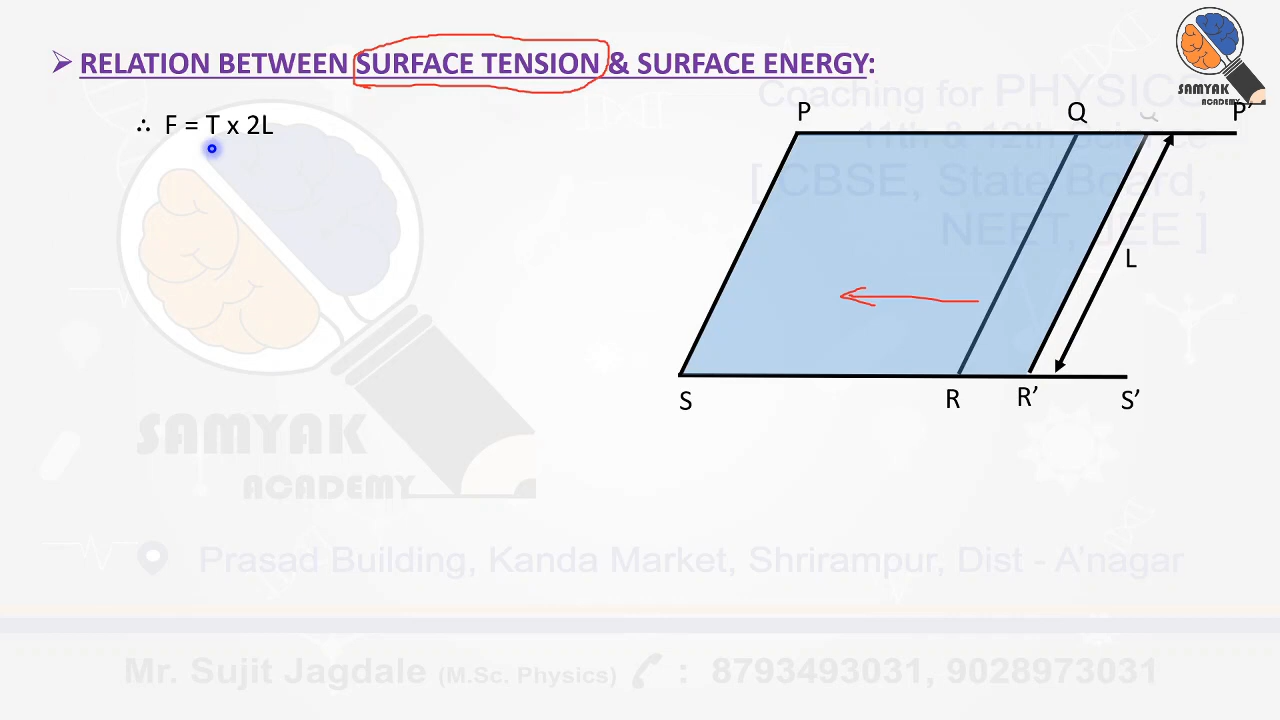 ➢ RELATION BETWEEN SURFACE TENSION & SURFACE ENERGY:
SAMYAK
ACADEMY
∴ F = T x 2L
P
Q
Q
P’
L
S
R
R’
S’
Coaching for PHYSICS
11th & 12th Science
[ CBSE, State Board,
NEET, JEE ]
SAMYAK
ACADEMY
Prasad Building, Kanda Market, Shrirampur, Dist - A’nagar
Mr. Sujit Jagdale (M.Sc. Physics) : 8793493031, 9028973031